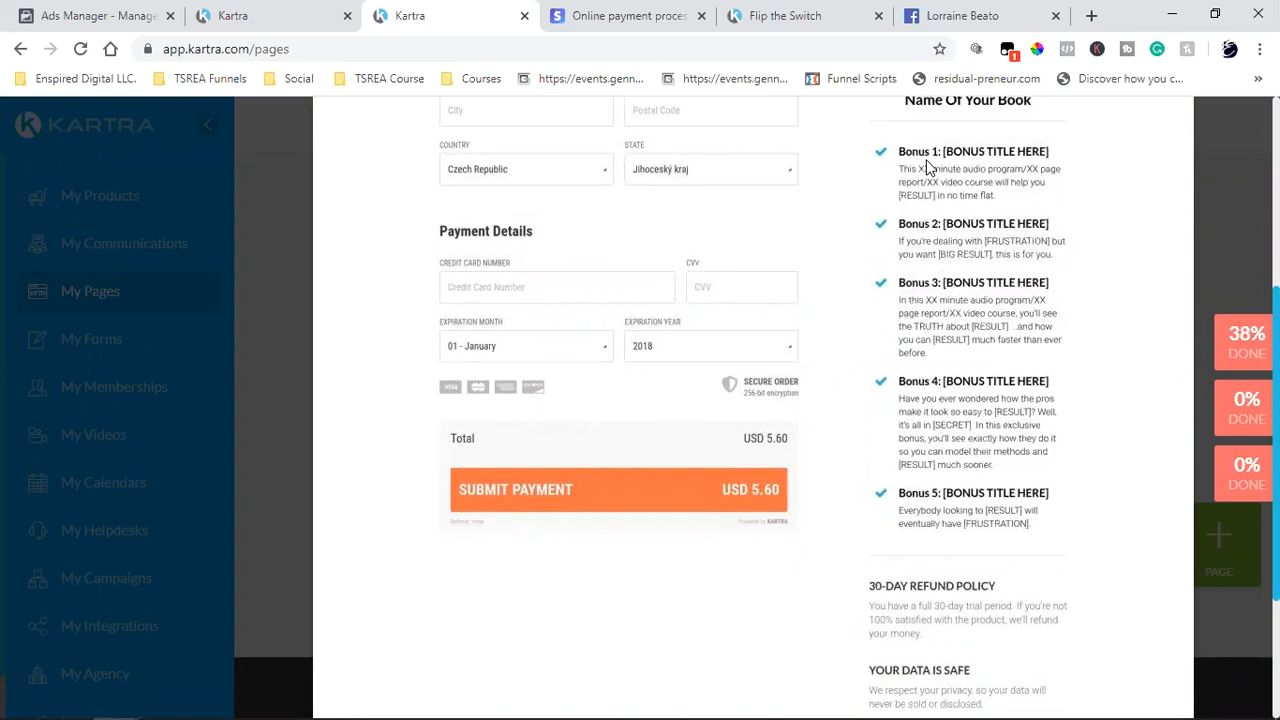 Ads Manager - Manage
Kartra
Kartra
Online payment proces
Flip the Switch
Lorraine Beato
app.kartra.com/pages
1
Enspired Digital LLC.
TSREA Funnels
Social
TSREA Course
Courses
https://events.genn...
https://events.genn...
Funnel Scripts
residual-preneur.com
Discover how you c...
»
KARTRA
My Products
My Communications
My Pages
My Forms
My Memberships
My Videos
My Calendars
My Helpdesks
My Campaigns
My Integrations
My Agency
City
Postal Code
COUNTRY
STATE
Czech Republic
Jihoceský kraj
Payment Details
CREDIT CARD NUMBER
CVV
Credit Card Number
CVV
EXPIRATION MONTH
EXPIRATION YEAR
01 - January
2018
VISA
SECURE ORDER
256-bit encryption
Total
USD 5.60
SUBMIT PAYMENT
USD 5.60
Powered by KARTRA
Name Of Your Book
Bonus 1: [BONUS TITLE HERE]
This XX minute audio program/XX page
report/XX video course will help you
[RESULT] in no time flat.
Bonus 2: [BONUS TITLE HERE]
If you're dealing with [FRUSTRATION] but
you want [BIG RESULT], this is for you.
Bonus 3: [BONUS TITLE HERE]
In this XX minute audio program/XX
page report/XX video course, you'll see
the TRUTH about [RESULT] ...and how
you can [RESULT] much faster than ever
before.
Bonus 4: [BONUS TITLE HERE]
Have you ever wondered how the pros
make it look so easy to [RESULT]? Well,
it's all in [SECRET]. In this exclusive
bonus, you'll see exactly how they do it
so you can model their methods and
[RESULT] much sooner.
Bonus 5: [BONUS TITLE HERE]
Everybody looking to [RESULT] will
eventually have [FRUSTRATION].
30-DAY REFUND POLICY
You have a full 30-day trial period. If you're not
100% satisfied with the product, we'll refund
your money.
YOUR DATA IS SAFE
We respect your privacy, so your data will
never be sold or disclosed.
38%
DONE
0%
DONE
0%
DONE
PAGE